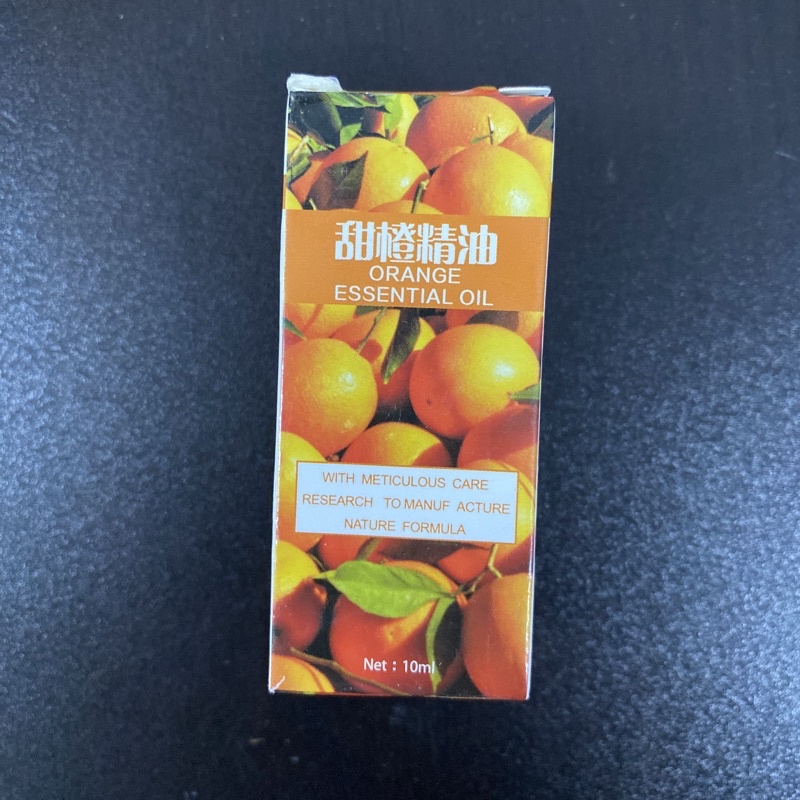 甜橙精油
ORANGE
ESSENTIAL OIL
WITH METICULOUS CARE
RESEARCH TO MANUF ACTURE
NATURE FORMULA
Net：10ml